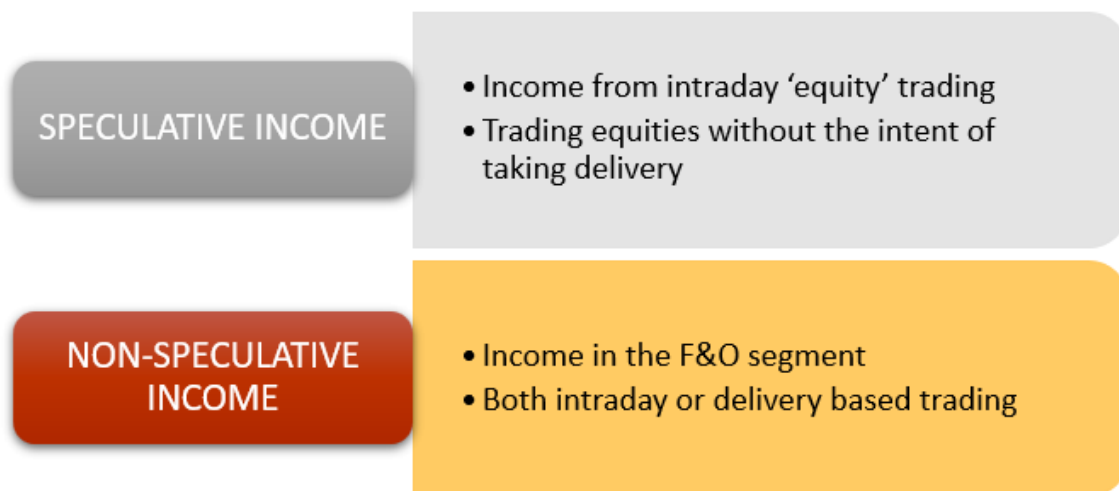 SPECULATIVE INCOME
• Income from intraday ‘equity’ trading
• Trading equities without the intent of
taking delivery
NON-SPECULATIVE
INCOME
• Income in the F&O segment
• Both intraday or delivery based trading